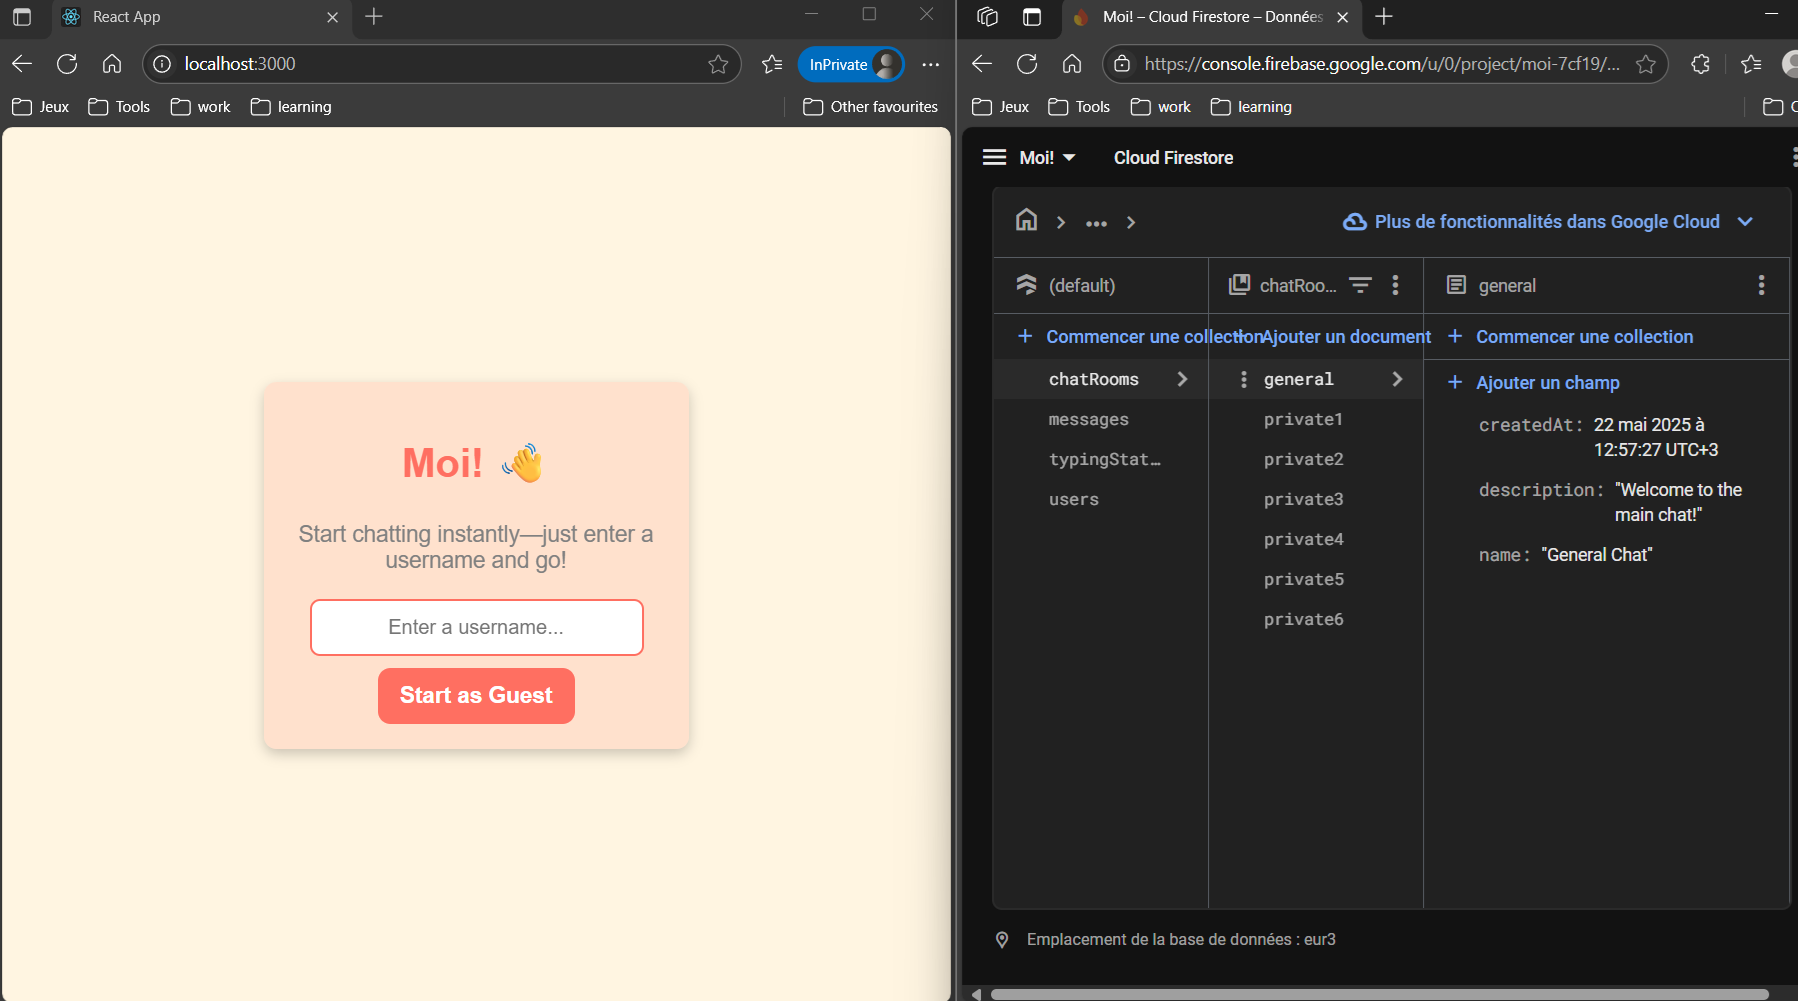 React App
localhost:3000
InPrivate
Jeux
Tools
work
learning
Other favourites
Moi!
Start chatting instantly—just enter a
username and go!
Enter a username...
Start as Guest
Moi! – Cloud Firestore – Données
https://console.firebase.google.com/u/0/project/moi-7cf19/...
Jeux
Tools
work
learning
Moi!
Cloud Firestore
Plus de fonctionnalités dans Google Cloud
(default)
chatRoo...
general
Commencer une collection
Ajouter un document
Commencer une collection
chatRooms
messages
typingStat...
users
general
private1
private2
private3
private4
private5
private6
Ajouter un champ
createdAt: 22 mai 2025 à
12:57:27 UTC+3
description: "Welcome to the
main chat!"
name: "General Chat"
Emplacement de la base de données : eur3